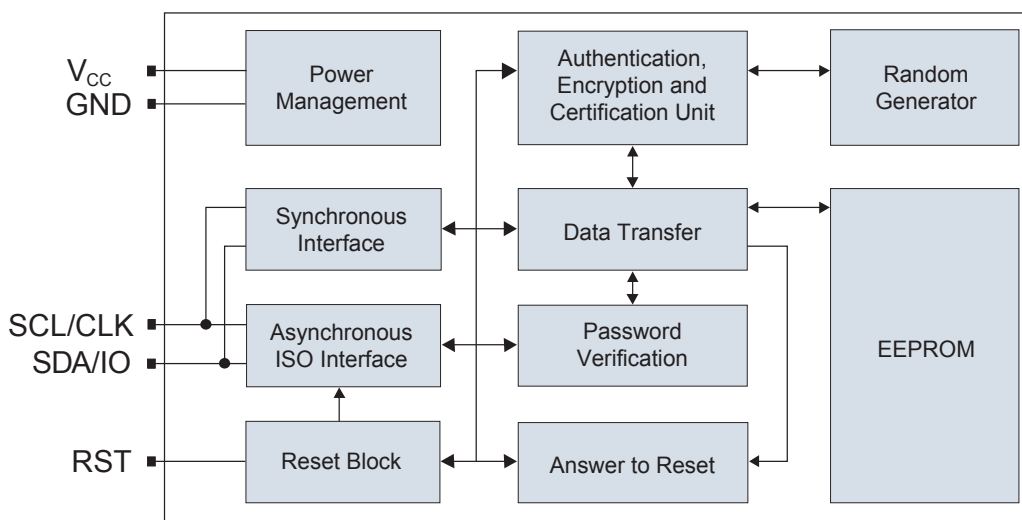 V_CC
GND
Power
Management
Authentication,
Encryption and
Certification Unit
Random
Generator
Synchronous
Interface
Data Transfer
SCL/CLK
SDA/IO
Asynchronous
ISO Interface
Password
Verification
EEPROM
RST
Reset Block
Answer to Reset